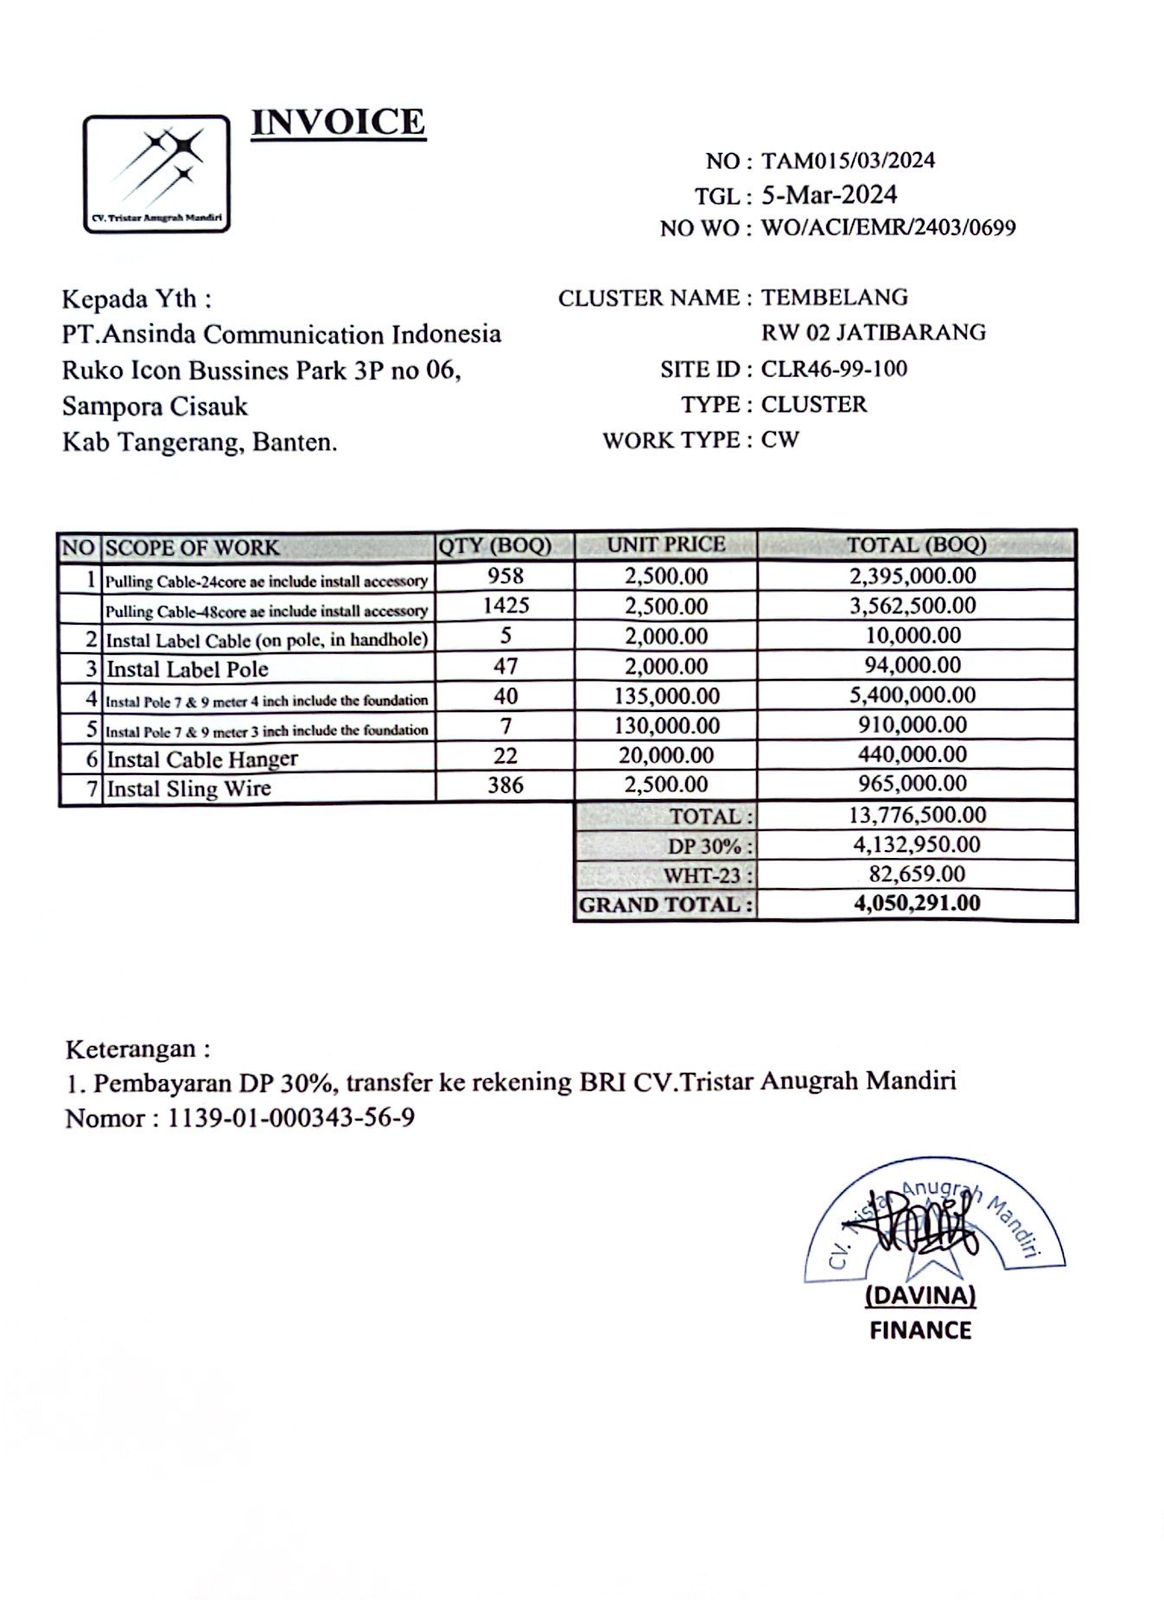 INVOICE
CV. Tristar Anugrah Mandiri
NO : TAM015/03/2024
TGL : 5-Mar-2024
NO WO : WO/ACI/EMR/2403/0699
Kepada Yth :
PT.Ansinda Communication Indonesia
Ruko Icon Bussines Park 3P no 06,
Sampora Cisauk
Kab Tangerang, Banten.
CLUSTER NAME : TEMBELANG
RW 02 JATIBARANG
SITE ID : CLR46-99-100
TYPE : CLUSTER
WORK TYPE : CW
NO SCOPE OF WORK QTY (BOQ) UNIT PRICE TOTAL (BOQ)
1 Pulling Cable-24core ae include install accessory 958 2,500.00 2,395,000.00
Pulling Cable-48core ae include install accessory 1425 2,500.00 3,562,500.00
2 Instal Label Cable (on pole, in handhole) 5 2,000.00 10,000.00
3 Instal Label Pole 47 2,000.00 94,000.00
4 Instal Pole 7 & 9 meter 4 inch include the foundation 40 135,000.00 5,400,000.00
5 Instal Pole 7 & 9 meter 3 inch include the foundation 7 130,000.00 910,000.00
6 Instal Cable Hanger 22 20,000.00 440,000.00
7 Instal Sling Wire 386 2,500.00 965,000.00
TOTAL : 13,776,500.00
DP 30% : 4,132,950.00
WHT-23 : 82,659.00
GRAND TOTAL : 4,050,291.00
Keterangan :
1. Pembayaran DP 30%, transfer ke rekening BRI CV.Tristar Anugrah Mandiri
Nomor : 1139-01-000343-56-9
CV. Tristar Anugrah Mandiri
(DAVINA)
FINANCE